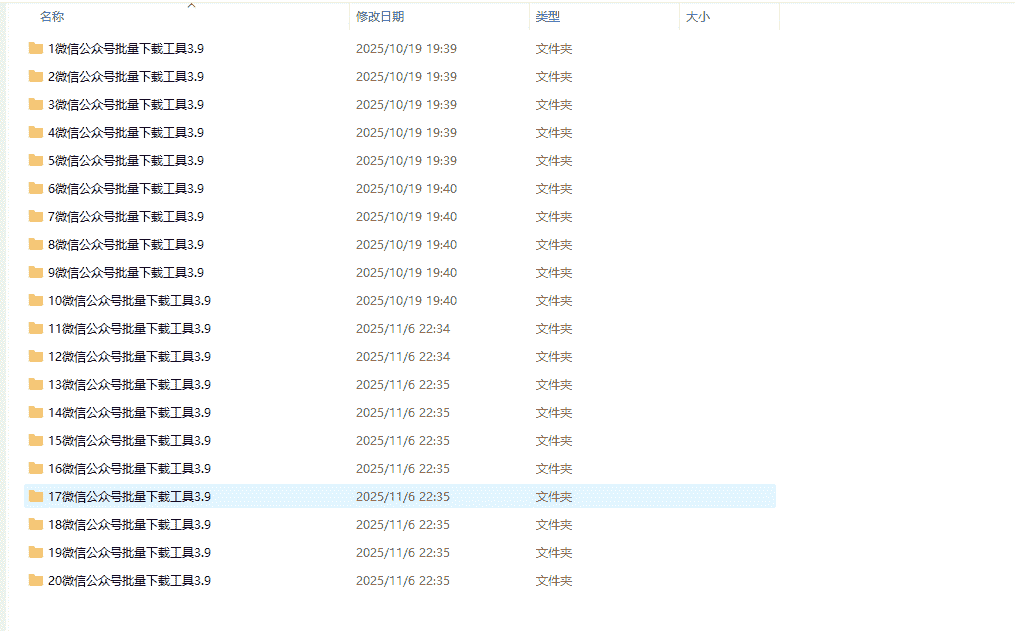 名称 修改日期 类型 大小
1微信公众号批量下载工具3.9 2025/10/19 19:39 文件夹
2微信公众号批量下载工具3.9 2025/10/19 19:39 文件夹
3微信公众号批量下载工具3.9 2025/10/19 19:39 文件夹
4微信公众号批量下载工具3.9 2025/10/19 19:39 文件夹
5微信公众号批量下载工具3.9 2025/10/19 19:39 文件夹
6微信公众号批量下载工具3.9 2025/10/19 19:40 文件夹
7微信公众号批量下载工具3.9 2025/10/19 19:40 文件夹
8微信公众号批量下载工具3.9 2025/10/19 19:40 文件夹
9微信公众号批量下载工具3.9 2025/10/19 19:40 文件夹
10微信公众号批量下载工具3.9 2025/10/19 19:40 文件夹
11微信公众号批量下载工具3.9 2025/11/6 22:34 文件夹
12微信公众号批量下载工具3.9 2025/11/6 22:34 文件夹
13微信公众号批量下载工具3.9 2025/11/6 22:35 文件夹
14微信公众号批量下载工具3.9 2025/11/6 22:35 文件夹
15微信公众号批量下载工具3.9 2025/11/6 22:35 文件夹
16微信公众号批量下载工具3.9 2025/11/6 22:35 文件夹
17微信公众号批量下载工具3.9 2025/11/6 22:35 文件夹
18微信公众号批量下载工具3.9 2025/11/6 22:35 文件夹
19微信公众号批量下载工具3.9 2025/11/6 22:35 文件夹
20微信公众号批量下载工具3.9 2025/11/6 22:35 文件夹